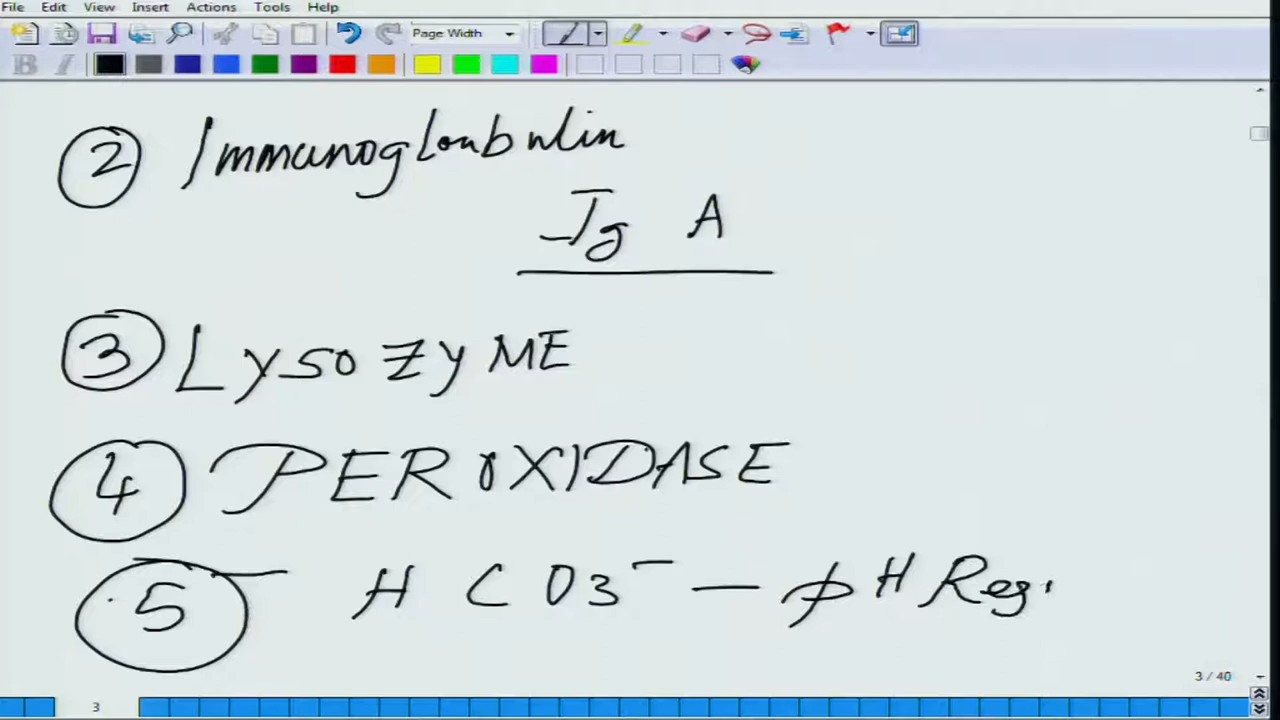 File Edit View Insert Actions Tools Help
Page Width
2 Immunogloubulin
Ig A
3 LysozyME
4 PEROXIDASE
5 HCO3⁻ — pH Reg
3 / 40
3